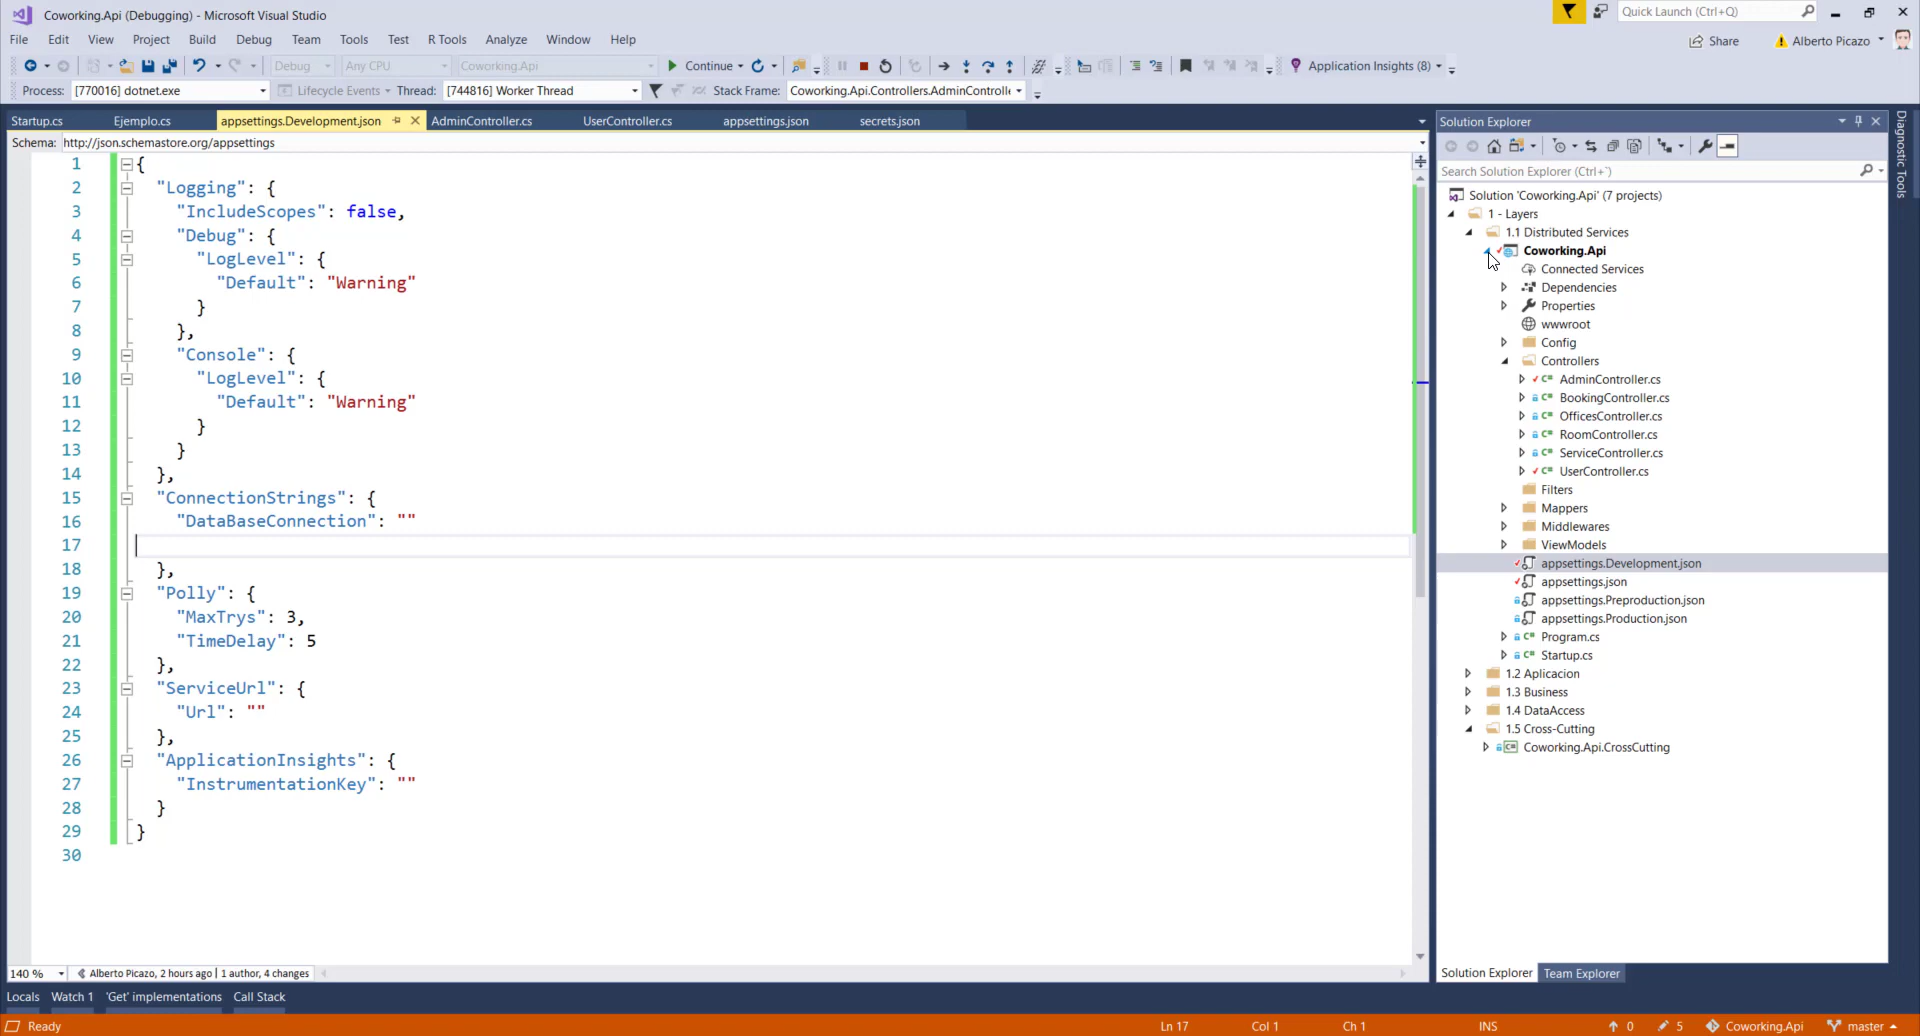 Coworking.Api (Debugging) - Microsoft Visual Studio
Quick Launch (Ctrl+Q)
File Edit View Project Build Debug Team Tools Test R Tools Analyze Window Help
Share Alberto Picazo
Debug Any CPU Coworking.Api Continue Application Insights (8)
Process: [770016] dotnet.exe Lifecycle Events Thread: [744816] Worker Thread Stack Frame: Coworking.Api.Controllers.AdminControlle
Startup.cs Ejemplo.cs appsettings.Development.json AdminController.cs UserController.cs appsettings.json secrets.json
Schema: http://json.schemastore.org/appsettings
1 {
2 "Logging": {
3 "IncludeScopes": false,
4 "Debug": {
5 "LogLevel": {
6 "Default": "Warning"
7 }
8 },
9 "Console": {
10 "LogLevel": {
11 "Default": "Warning"
12 }
13 }
14 },
15 "ConnectionStrings": {
16 "DataBaseConnection": ""
17
18 },
19 "Polly": {
20 "MaxTrys": 3,
21 "TimeDelay": 5
22 },
23 "ServiceUrl": {
24 "Url": ""
25 },
26 "ApplicationInsights": {
27 "InstrumentationKey": ""
28 }
29 }
30
140 % Alberto Picazo, 2 hours ago | 1 author, 4 changes
Solution Explorer
Search Solution Explorer (Ctrl+¨)
Solution 'Coworking.Api' (7 projects)
1 - Layers
1.1 Distributed Services
Coworking.Api
Connected Services
Dependencies
Properties
wwwroot
Config
Controllers
C# AdminController.cs
C# BookingController.cs
C# OfficesController.cs
C# RoomController.cs
C# ServiceController.cs
C# UserController.cs
Filters
Mappers
Middlewares
ViewModels
appsettings.Development.json
appsettings.json
appsettings.Preproduction.json
appsettings.Production.json
C# Program.cs
C# Startup.cs
1.2 Aplicacion
1.3 Business
1.4 DataAccess
1.5 Cross-Cutting
C# Coworking.Api.CrossCutting
Solution Explorer Team Explorer
Diagnostic Tools
Locals Watch 1 'Get' implementations Call Stack
Ready Ln 17 Col 1 Ch 1 INS 0 5 Coworking.Api master